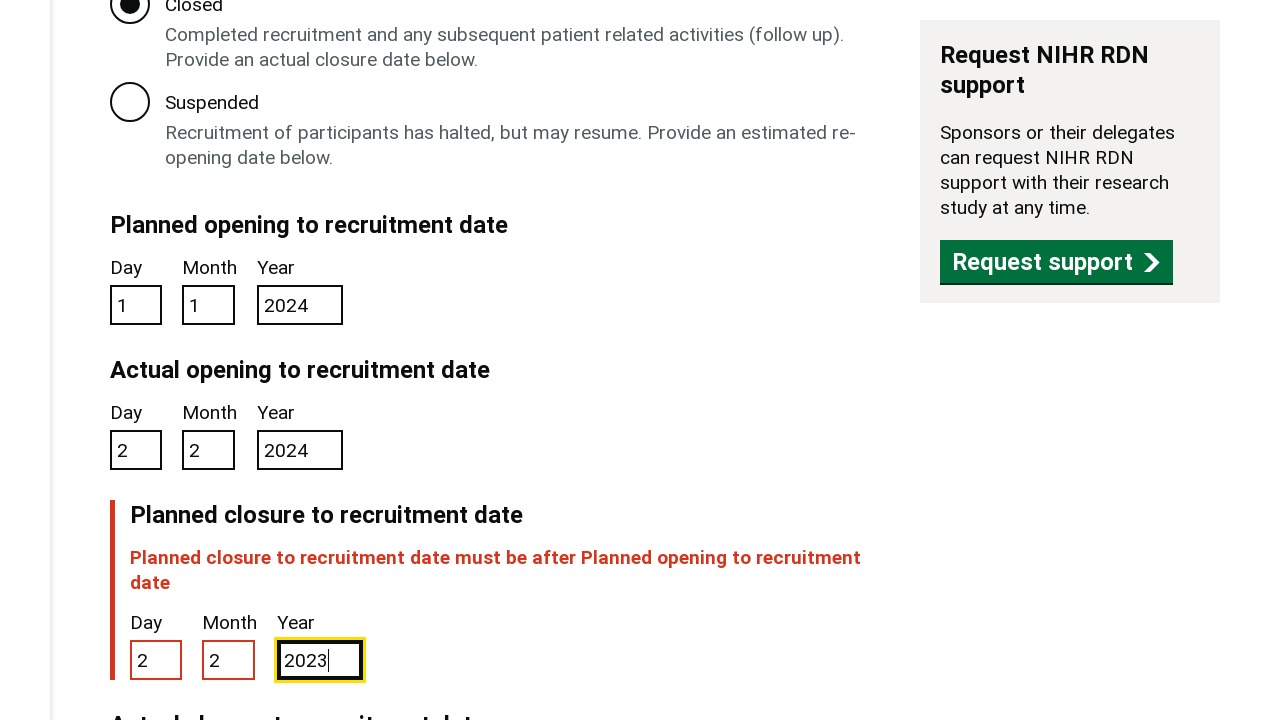 Closed
Completed recruitment and any subsequent patient related activities (follow up).
Provide an actual closure date below.
Suspended
Recruitment of participants has halted, but may resume. Provide an estimated re-
opening date below.
Planned opening to recruitment date
Day Month Year
1 1 2024
Actual opening to recruitment date
Day Month Year
2 2 2024
Planned closure to recruitment date
Planned closure to recruitment date must be after Planned opening to recruitment
date
Day Month Year
2 2 2023
Actual closure to recruitment date
Request NIHR RDN
support
Sponsors or their delegates
can request NIHR RDN
support with their research
study at any time.
Request support